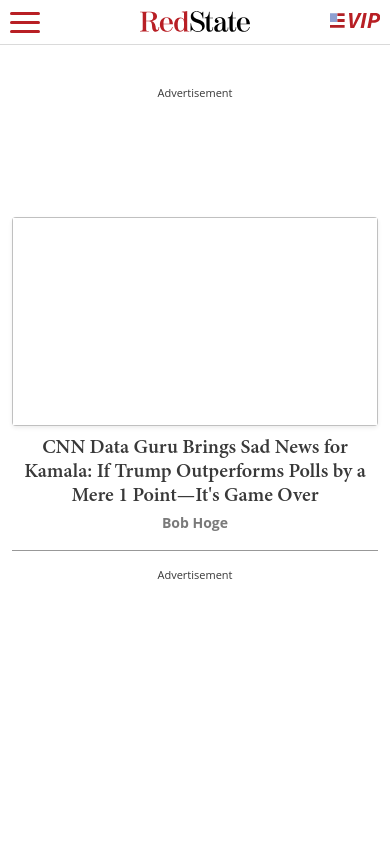 RedState
VIP
Advertisement
CNN Data Guru Brings Sad News for
Kamala: If Trump Outperforms Polls by a
Mere 1 Point—It's Game Over
Bob Hoge
Advertisement